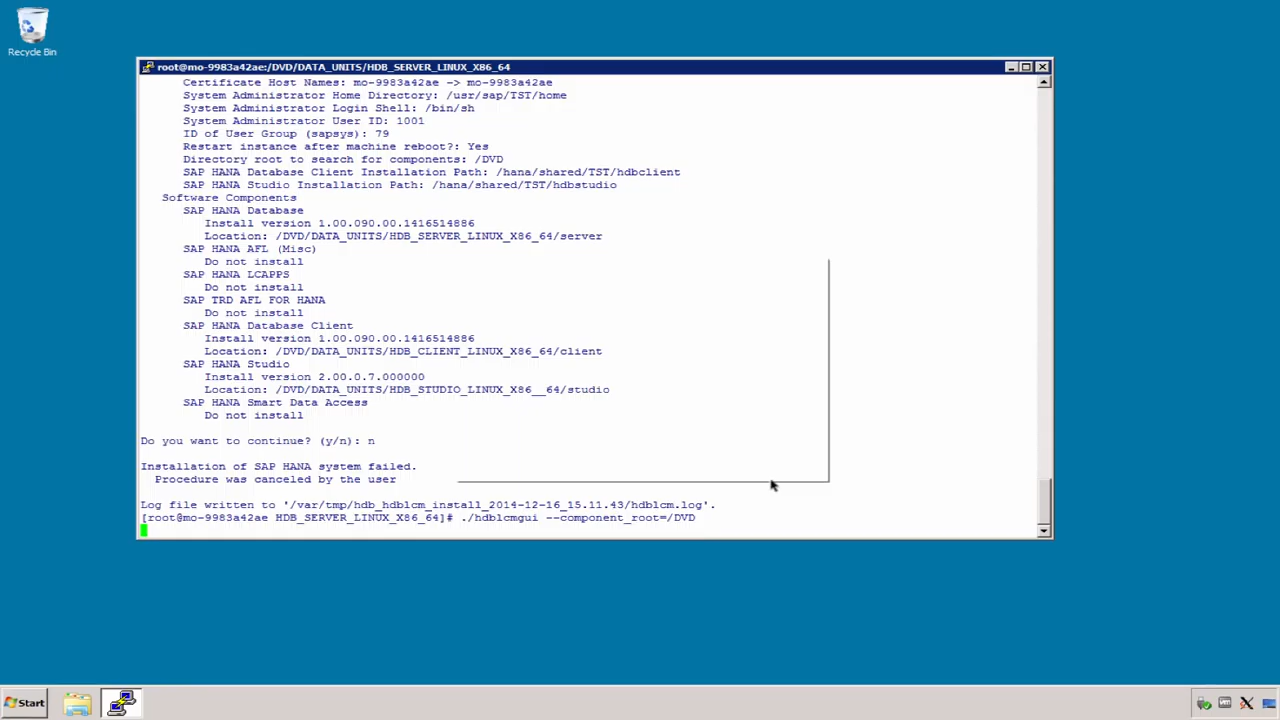 Recycle Bin
root@mo-9983a42ae:/DVD/DATA_UNITS/HDB_SERVER_LINUX_X86_64
Certificate Host Names: mo-9983a42ae -> mo-9983a42ae
System Administrator Home Directory: /usr/sap/TST/home
System Administrator Login Shell: /bin/sh
System Administrator User ID: 1001
ID of User Group (sapsys): 79
Restart instance after machine reboot?: Yes
Directory root to search for components: /DVD
SAP HANA Database Client Installation Path: /hana/shared/TST/hdbclient
SAP HANA Studio Installation Path: /hana/shared/TST/hdbstudio
Software Components
SAP HANA Database
Install version 1.00.090.00.1416514886
Location: /DVD/DATA_UNITS/HDB_SERVER_LINUX_X86_64/server
SAP HANA AFL (Misc)
Do not install
SAP HANA LCAPPS
Do not install
SAP TRD AFL FOR HANA
Do not install
SAP HANA Database Client
Install version 1.00.090.00.1416514886
Location: /DVD/DATA_UNITS/HDB_CLIENT_LINUX_X86_64/client
SAP HANA Studio
Install version 2.00.0.7.000000
Location: /DVD/DATA_UNITS/HDB_STUDIO_LINUX_X86__64/studio
SAP HANA Smart Data Access
Do not install
Do you want to continue? (y/n): n
Installation of SAP HANA system failed.
Procedure was canceled by the user
Log file written to '/var/tmp/hdb_hdblcm_install_2014-12-16_15.11.43/hdblcm.log'.
[root@mo-9983a42ae HDB_SERVER_LINUX_X86_64]# ./hdblcmgui --component_root=/DVD
Start